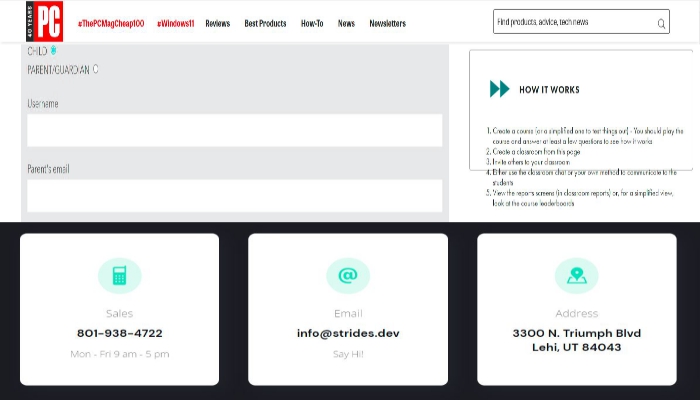 40 YEARS
PC
#ThePCMagCheap100
#Windows11
Reviews
Best Products
How-To
News
Newsletters
Find products, advice, tech news
CHILD
PARENT/GUARDIAN
Username
Parent's email
HOW IT WORKS
1. Create a course (or a simplified one to test things out) - You should play the
course and answer at least a few questions to see how it works
2. Create a classroom from this page
3. Invite others to your classroom
4. Either use the classroom chat or your own method to communicate to the
students
5. View the reports screens (in classroom reports) or, for a simplified view,
look at the course leaderboards
Sales
801-938-4722
Mon - Fri 9 am - 5 pm
@
Email
info@strides.dev
Say Hi!
Address
3300 N. Triumph Blvd
Lehi, UT 84043